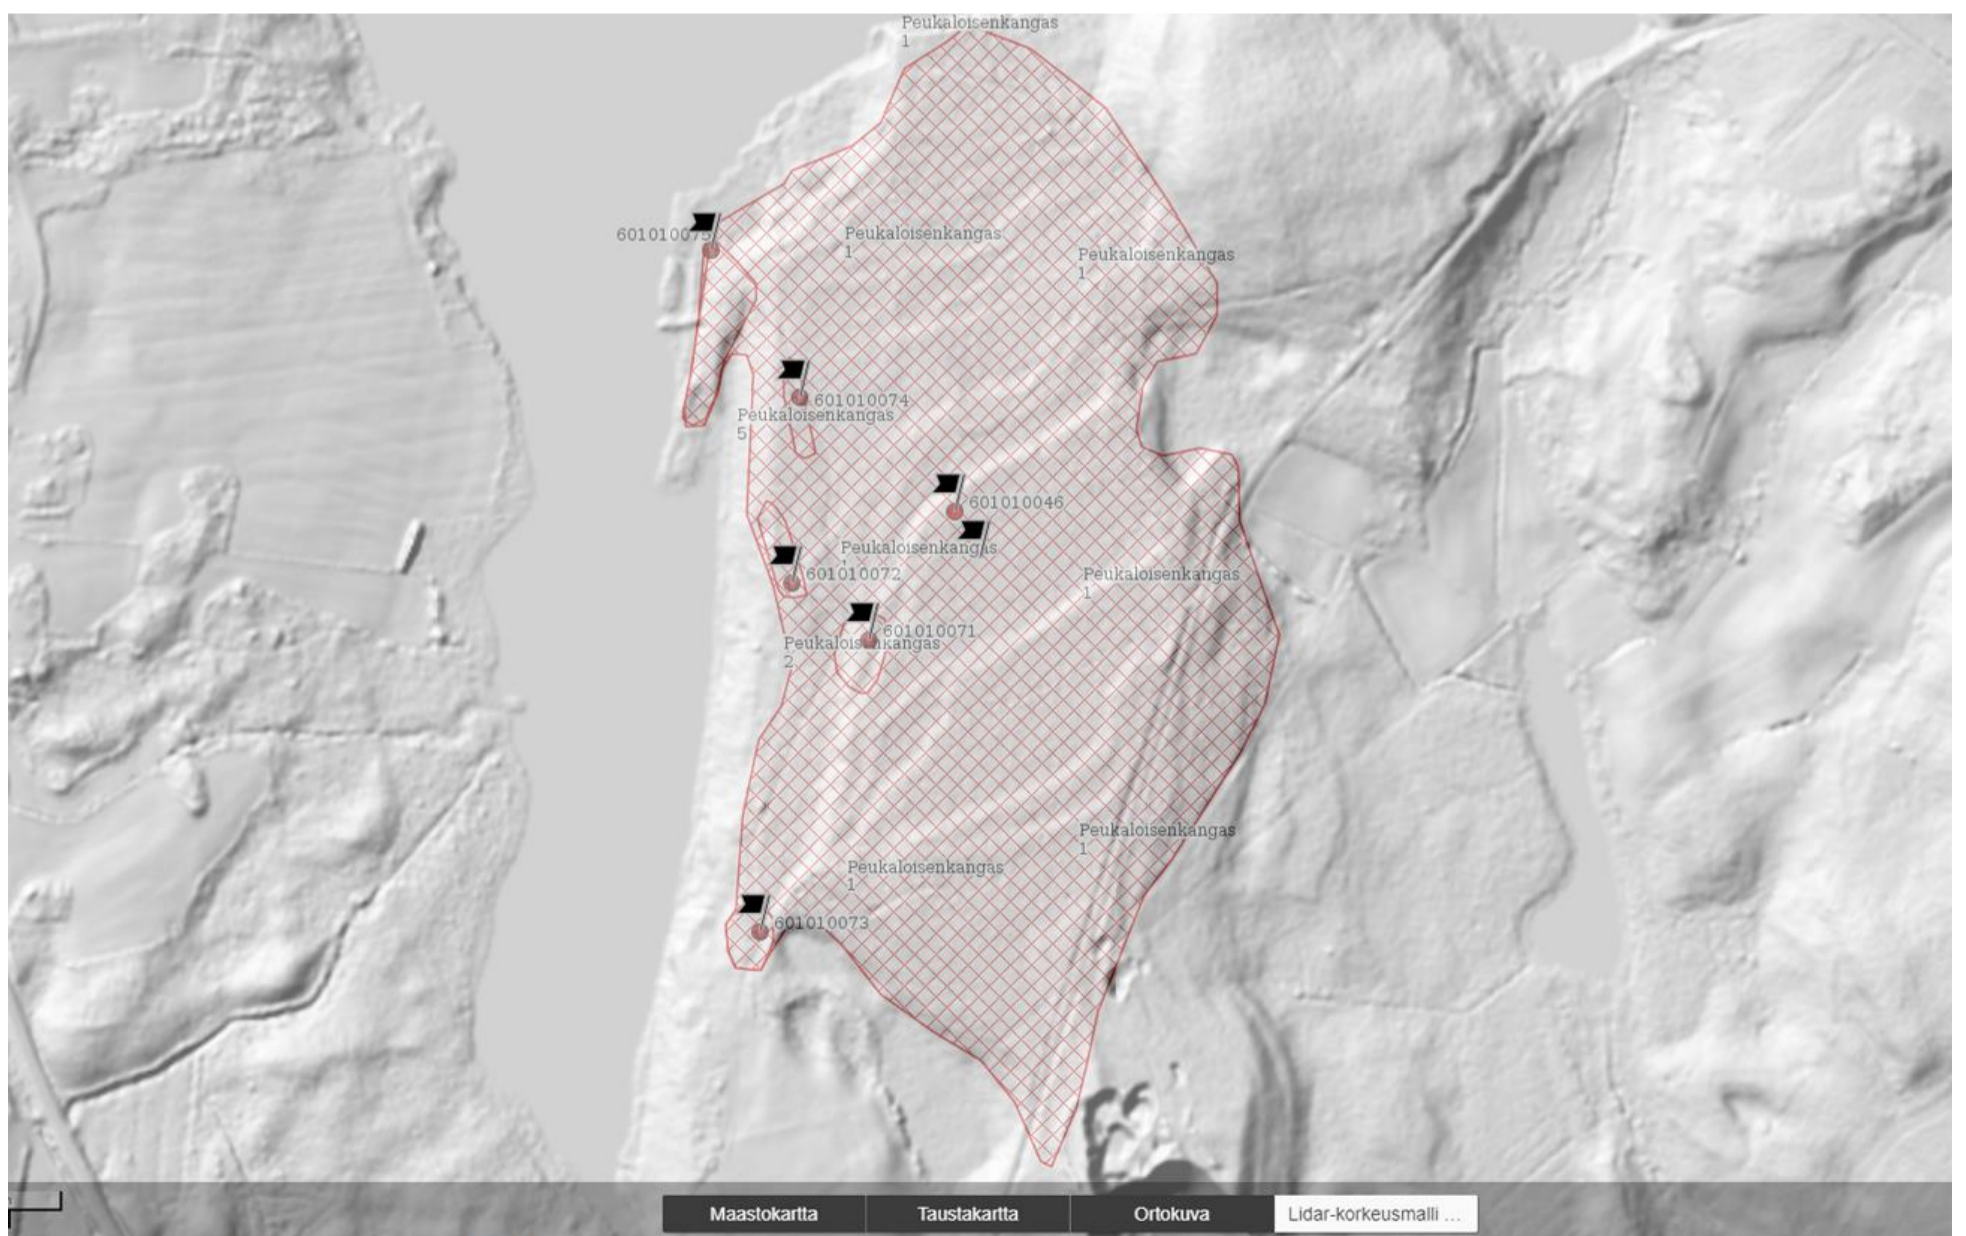 Peukaloisenkangas
1
601010075
Peukaloisenkangas
1
Peukaloisenkangas
1
601010074
Peukaloisenkangas
5
601010046
Peukaloisenkangas
1
601010072
Peukaloisenkangas
1
601010071
Peukaloisenkangas
2
Peukaloisenkangas
1
Peukaloisenkangas
1
601010073
Maastokartta
Taustakartta
Ortokuva
Lidar-korkeusmalli ...